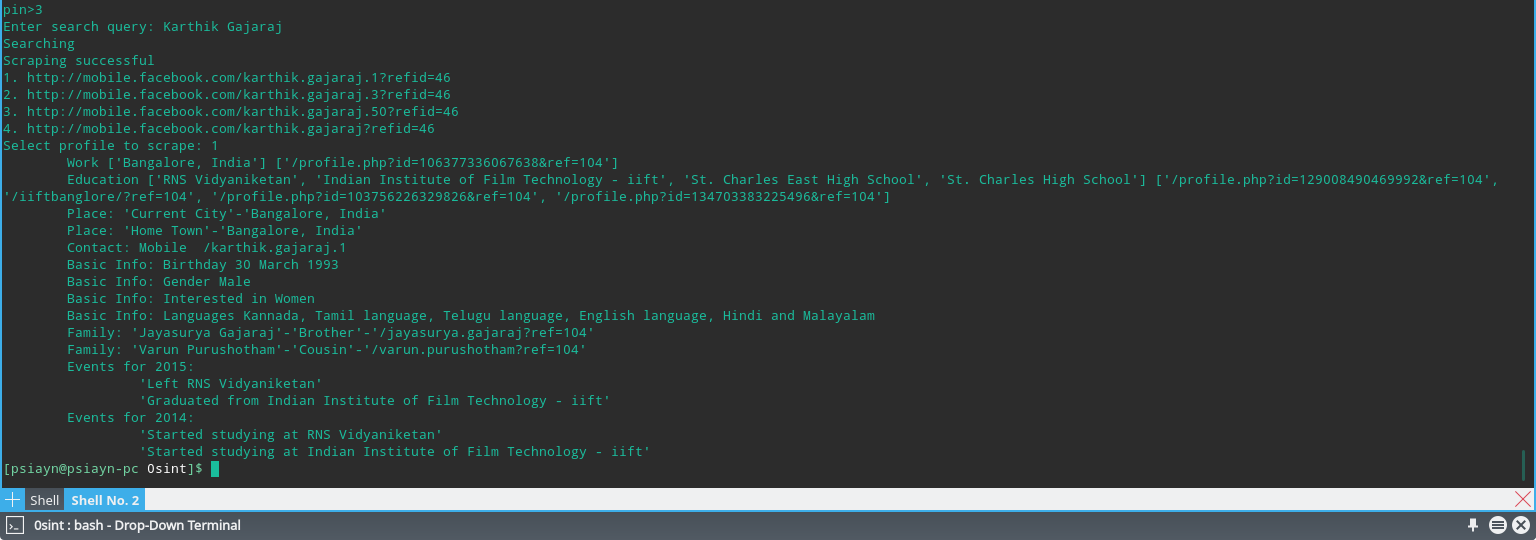 pin>3
Enter search query: Karthik Gajaraj
Searching
Scraping successful
1. http://mobile.facebook.com/karthik.gajaraj.1?refid=46
2. http://mobile.facebook.com/karthik.gajaraj.3?refid=46
3. http://mobile.facebook.com/karthik.gajaraj.50?refid=46
4. http://mobile.facebook.com/karthik.gajaraj?refid=46
Select profile to scrape: 1
Work ['Bangalore, India'] ['/profile.php?id=106377336067638&ref=104']
Education ['RNS Vidyaniketan', 'Indian Institute of Film Technology - iift', 'St. Charles East High School', 'St. Charles High School'] ['/profile.php?id=129008490469992&ref=104',
'/iiftbanglore/?ref=104', '/profile.php?id=103756226329826&ref=104', '/profile.php?id=134703383225496&ref=104']
Place: 'Current City'-'Bangalore, India'
Place: 'Home Town'-'Bangalore, India'
Contact: Mobile  /karthik.gajaraj.1
Basic Info: Birthday 30 March 1993
Basic Info: Gender Male
Basic Info: Interested in Women
Basic Info: Languages Kannada, Tamil language, Telugu language, English language, Hindi and Malayalam
Family: 'Jayasurya Gajaraj'-'Brother'-'/jayasurya.gajaraj?ref=104'
Family: 'Varun Purushotham'-'Cousin'-'/varun.purushotham?ref=104'
Events for 2015:
'Left RNS Vidyaniketan'
'Graduated from Indian Institute of Film Technology - iift'
Events for 2014:
'Started studying at RNS Vidyaniketan'
'Started studying at Indian Institute of Film Technology - iift'
[psiayn@psiayn-pc 0sint]$
Shell Shell No. 2
0sint : bash - Drop-Down Terminal